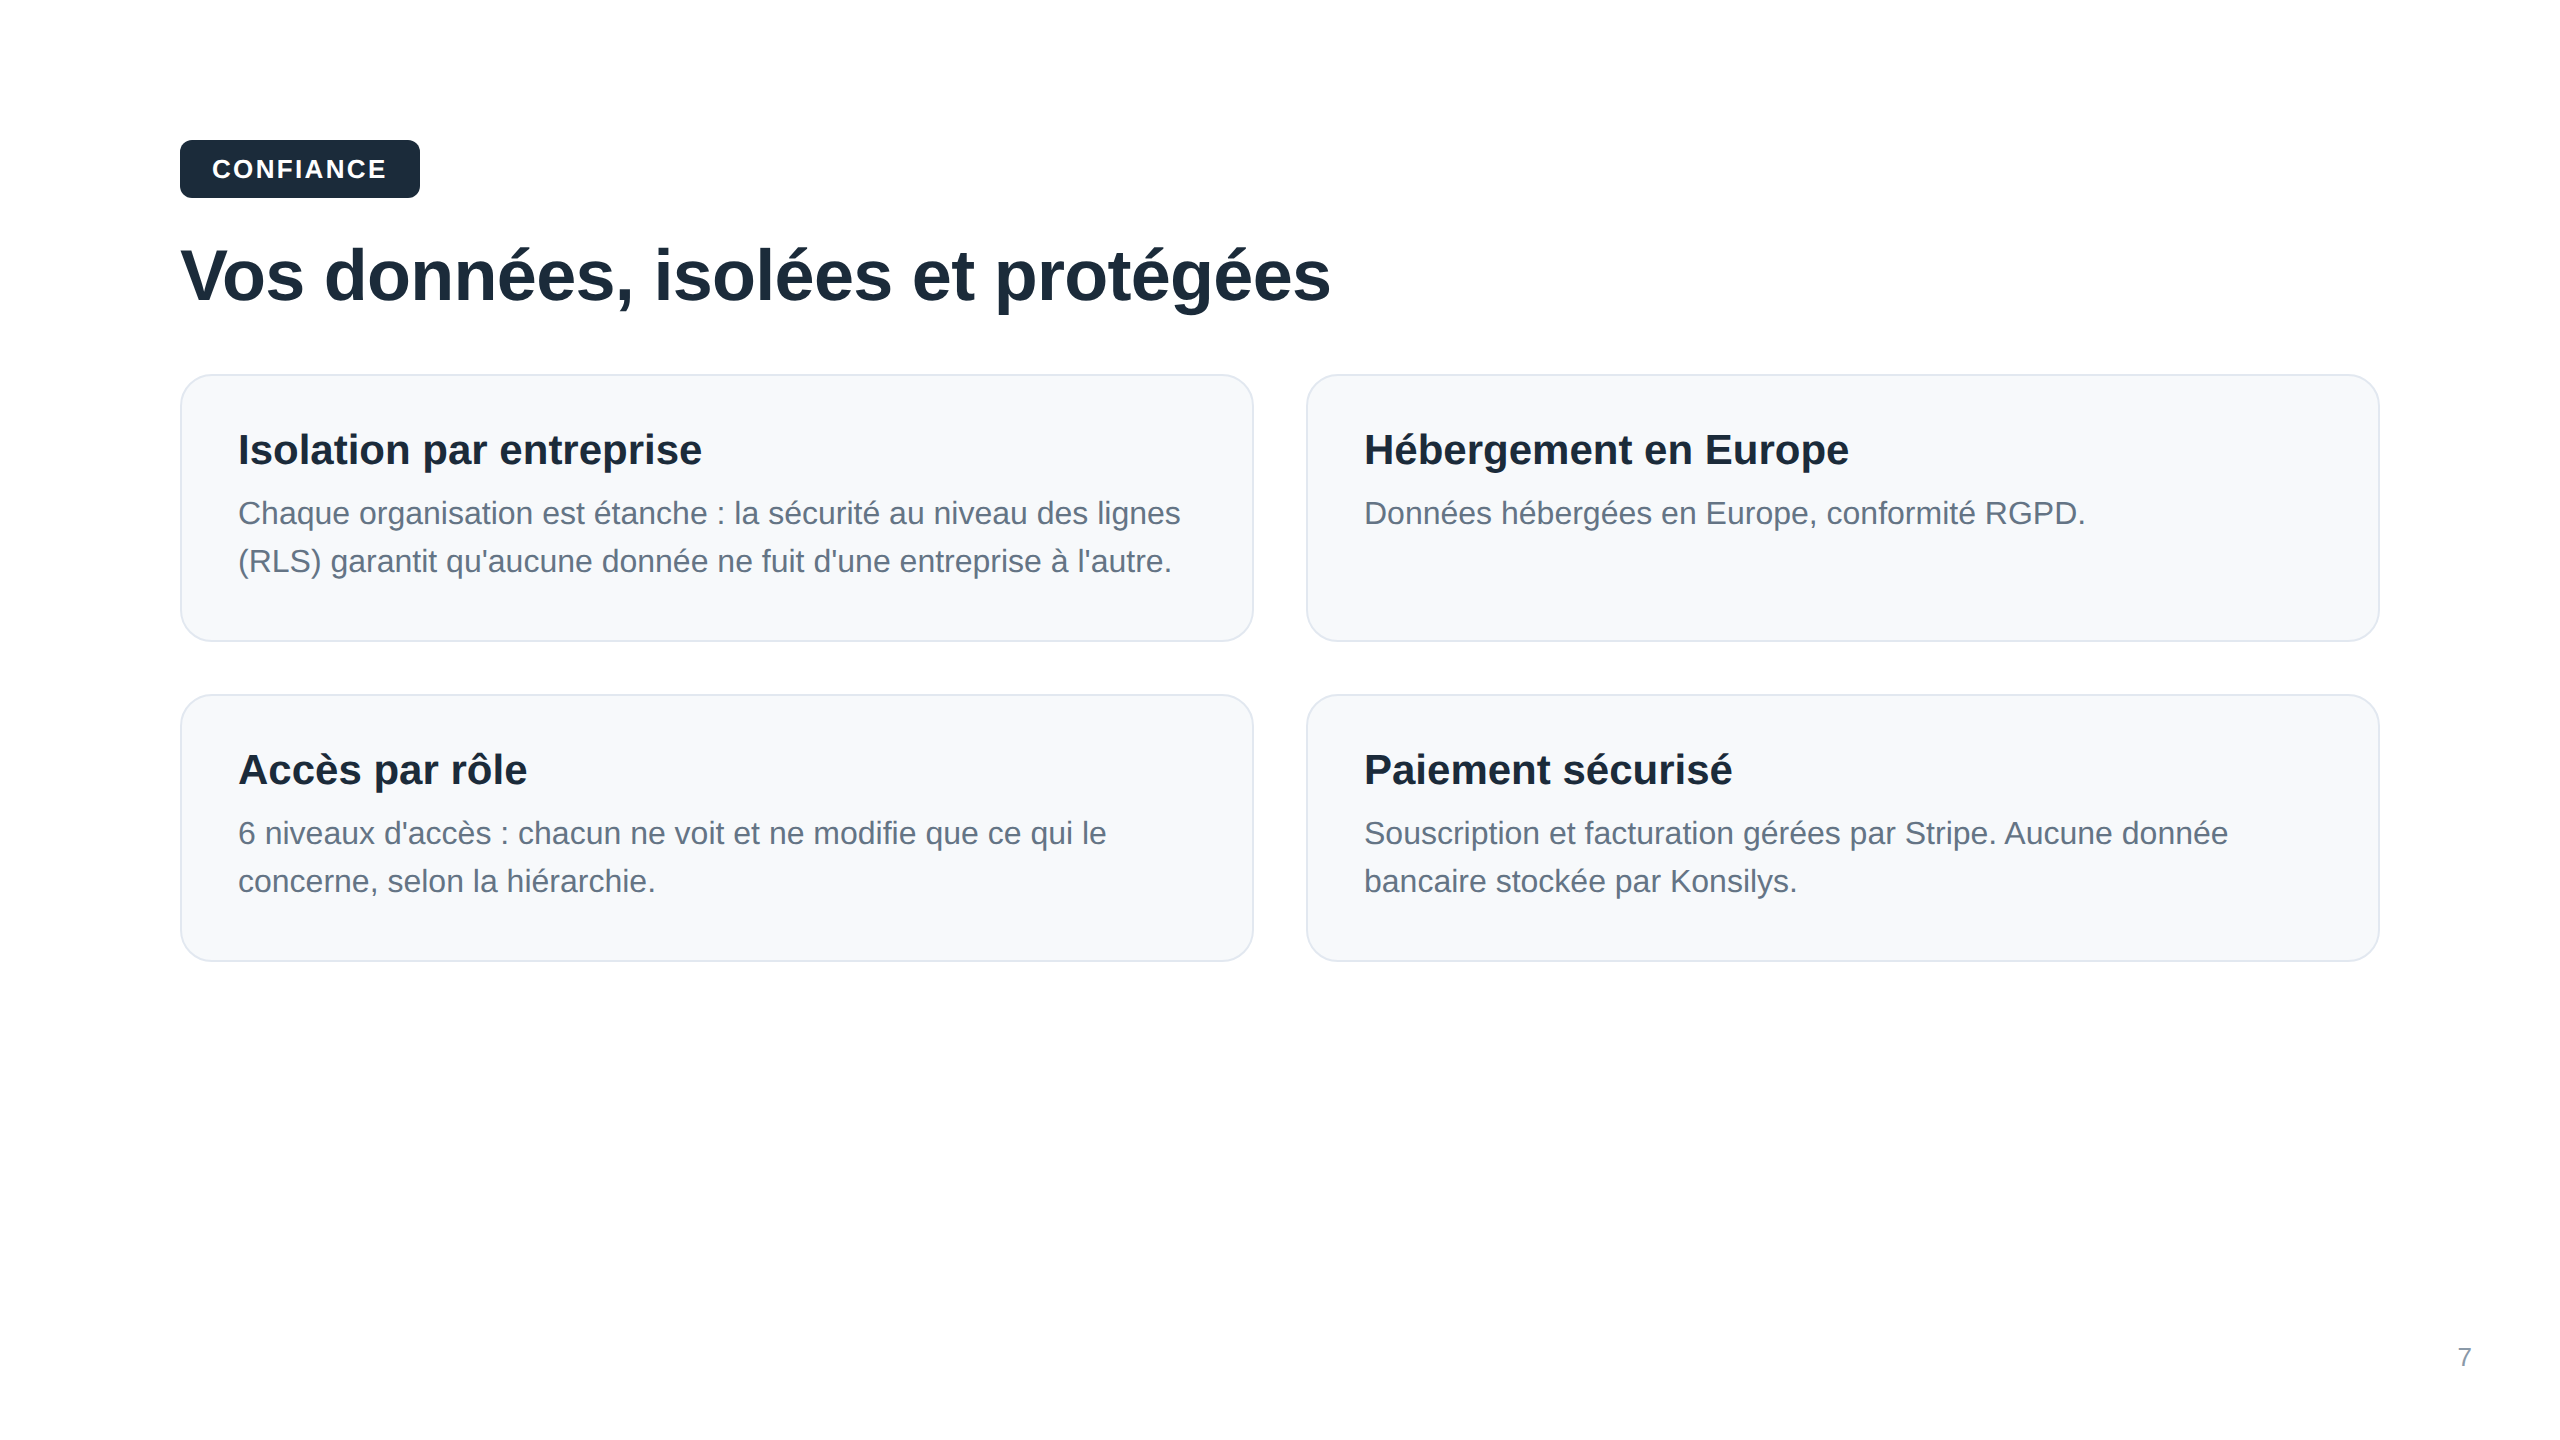 CONFIANCE
Vos données, isolées et protégées
Isolation par entreprise
Chaque organisation est étanche : la sécurité au niveau des lignes
(RLS) garantit qu'aucune donnée ne fuit d'une entreprise à l'autre.
Hébergement en Europe
Données hébergées en Europe, conformité RGPD.
Accès par rôle
6 niveaux d'accès : chacun ne voit et ne modifie que ce qui le
concerne, selon la hiérarchie.
Paiement sécurisé
Souscription et facturation gérées par Stripe. Aucune donnée
bancaire stockée par Konsilys.
7